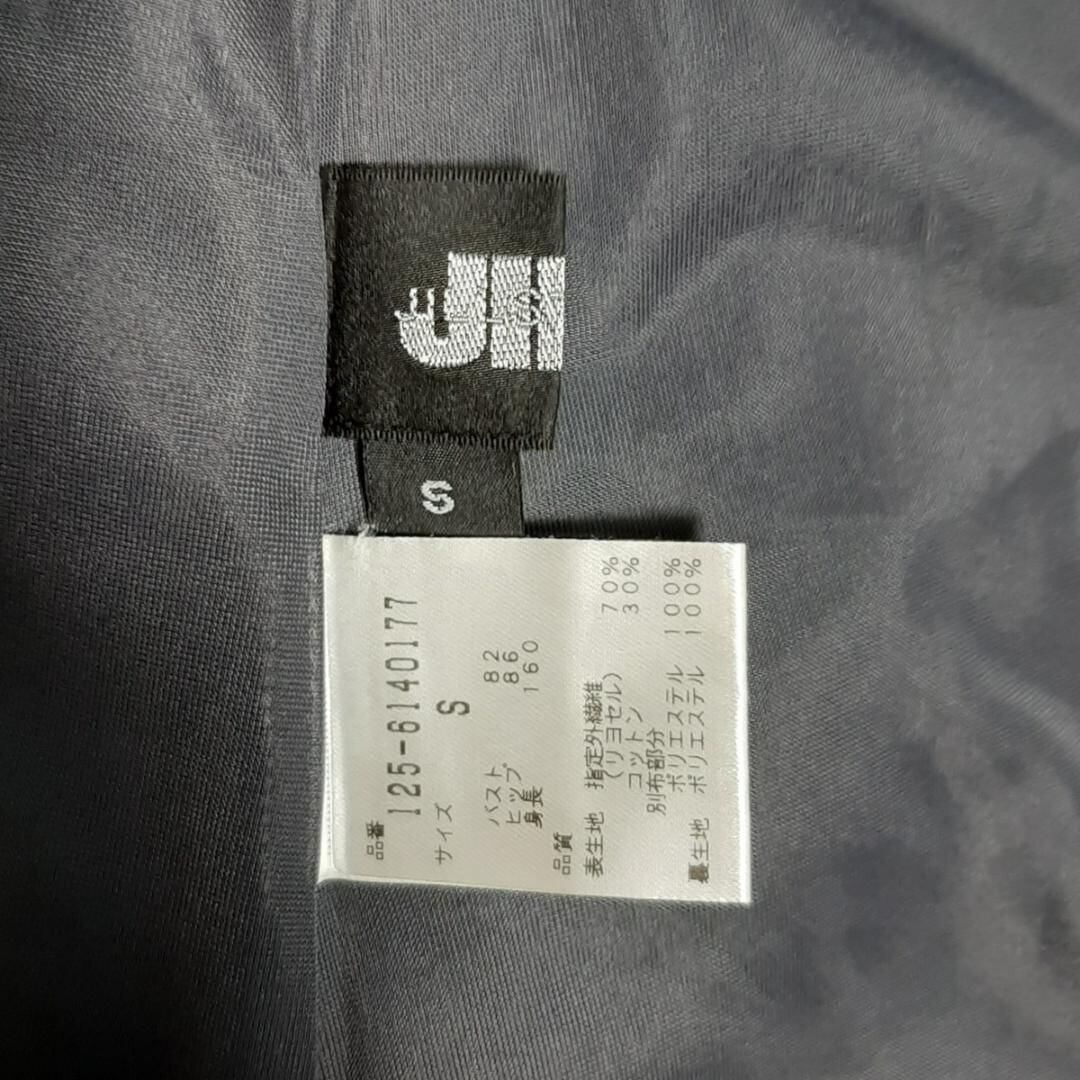 S
品番
125-6140177
サイズ S
バスト 82
ヒップ 86
身長 160
品質
表生地 指定外繊維 70%
(リヨセル)
コットン 30%
別布部分
ポリエステル 100%
裏生地 ポリエステル 100%